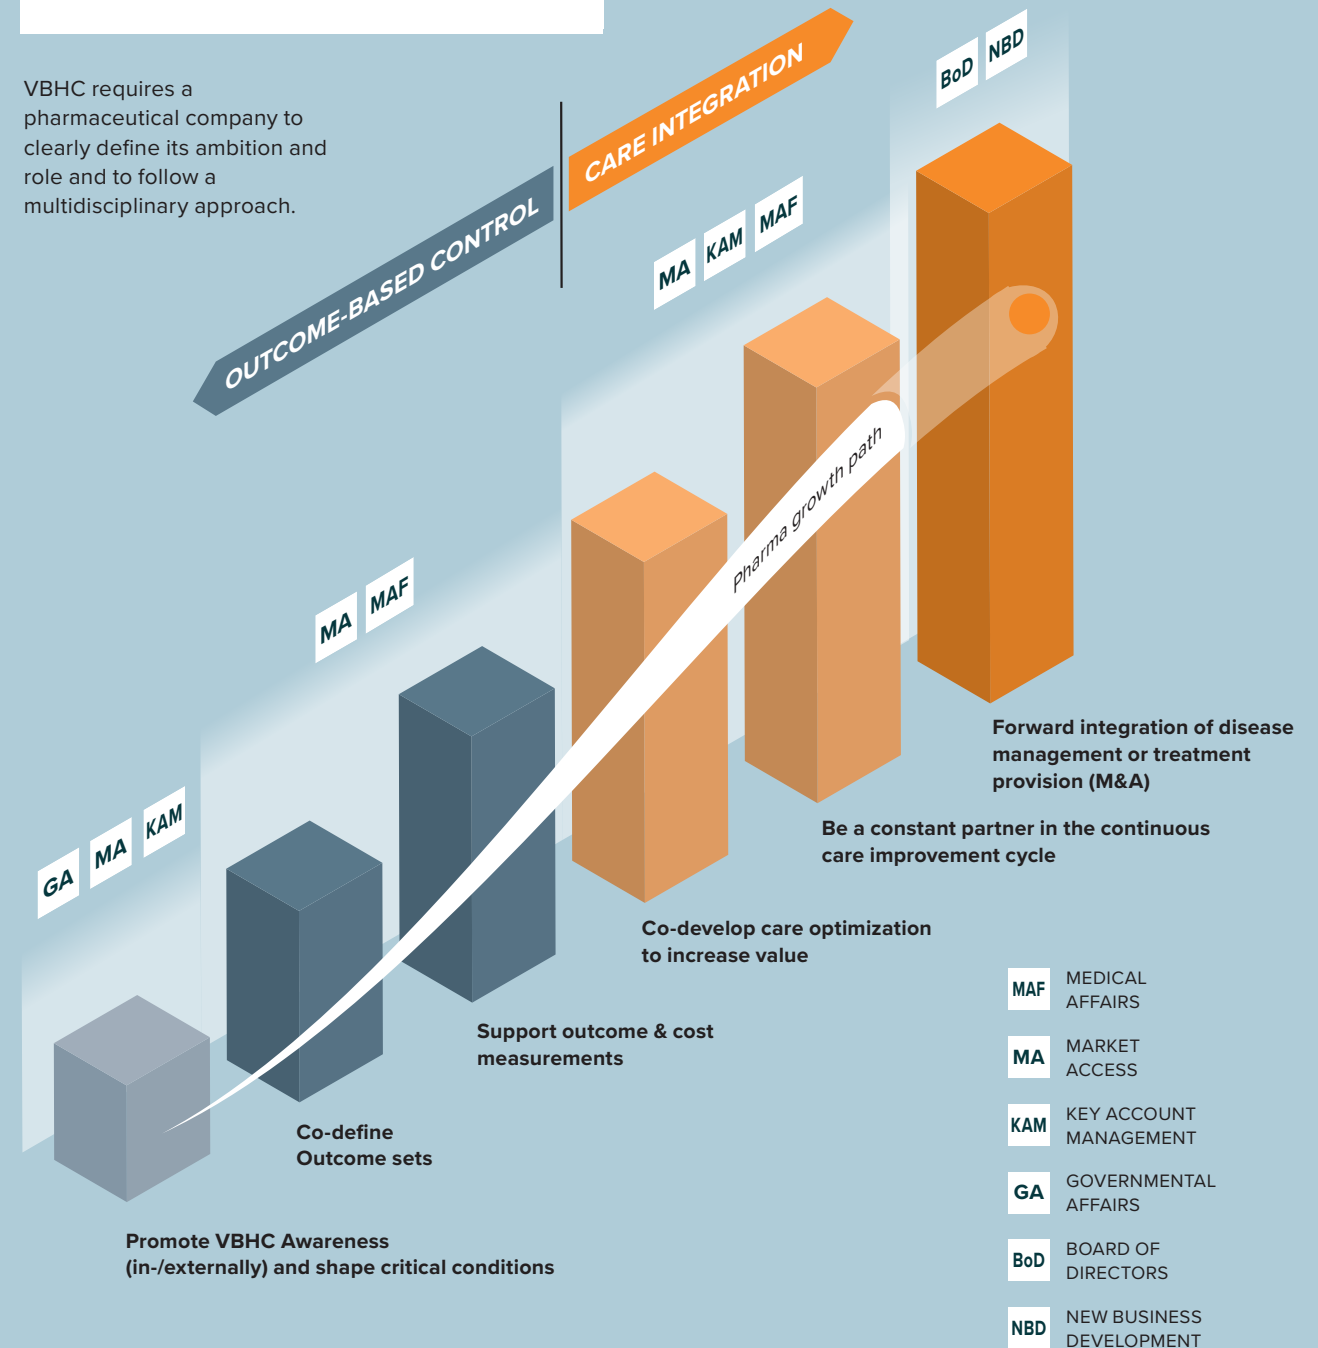 VBHC requires a
pharmaceutical company to
clearly define its ambition and
role and to follow a
multidisciplinary approach.
OUTCOME-BASED CONTROL
CARE INTEGRATION
BoD
NBD
MA
KAM
MAF
MA
MAF
GA
MA
KAM
Pharma growth path
Forward integration of disease
management or treatment
provision (M&A)
Be a constant partner in the continuous
care improvement cycle
Co-develop care optimization
to increase value
Support outcome & cost
measurements
Co-define
Outcome sets
Promote VBHC Awareness
(in-/externally) and shape critical conditions
MAF
MEDICAL
AFFAIRS
MA
MARKET
ACCESS
KAM
KEY ACCOUNT
MANAGEMENT
GA
GOVERNMENTAL
AFFAIRS
BoD
BOARD OF
DIRECTORS
NBD
NEW BUSINESS
DEVELOPMENT